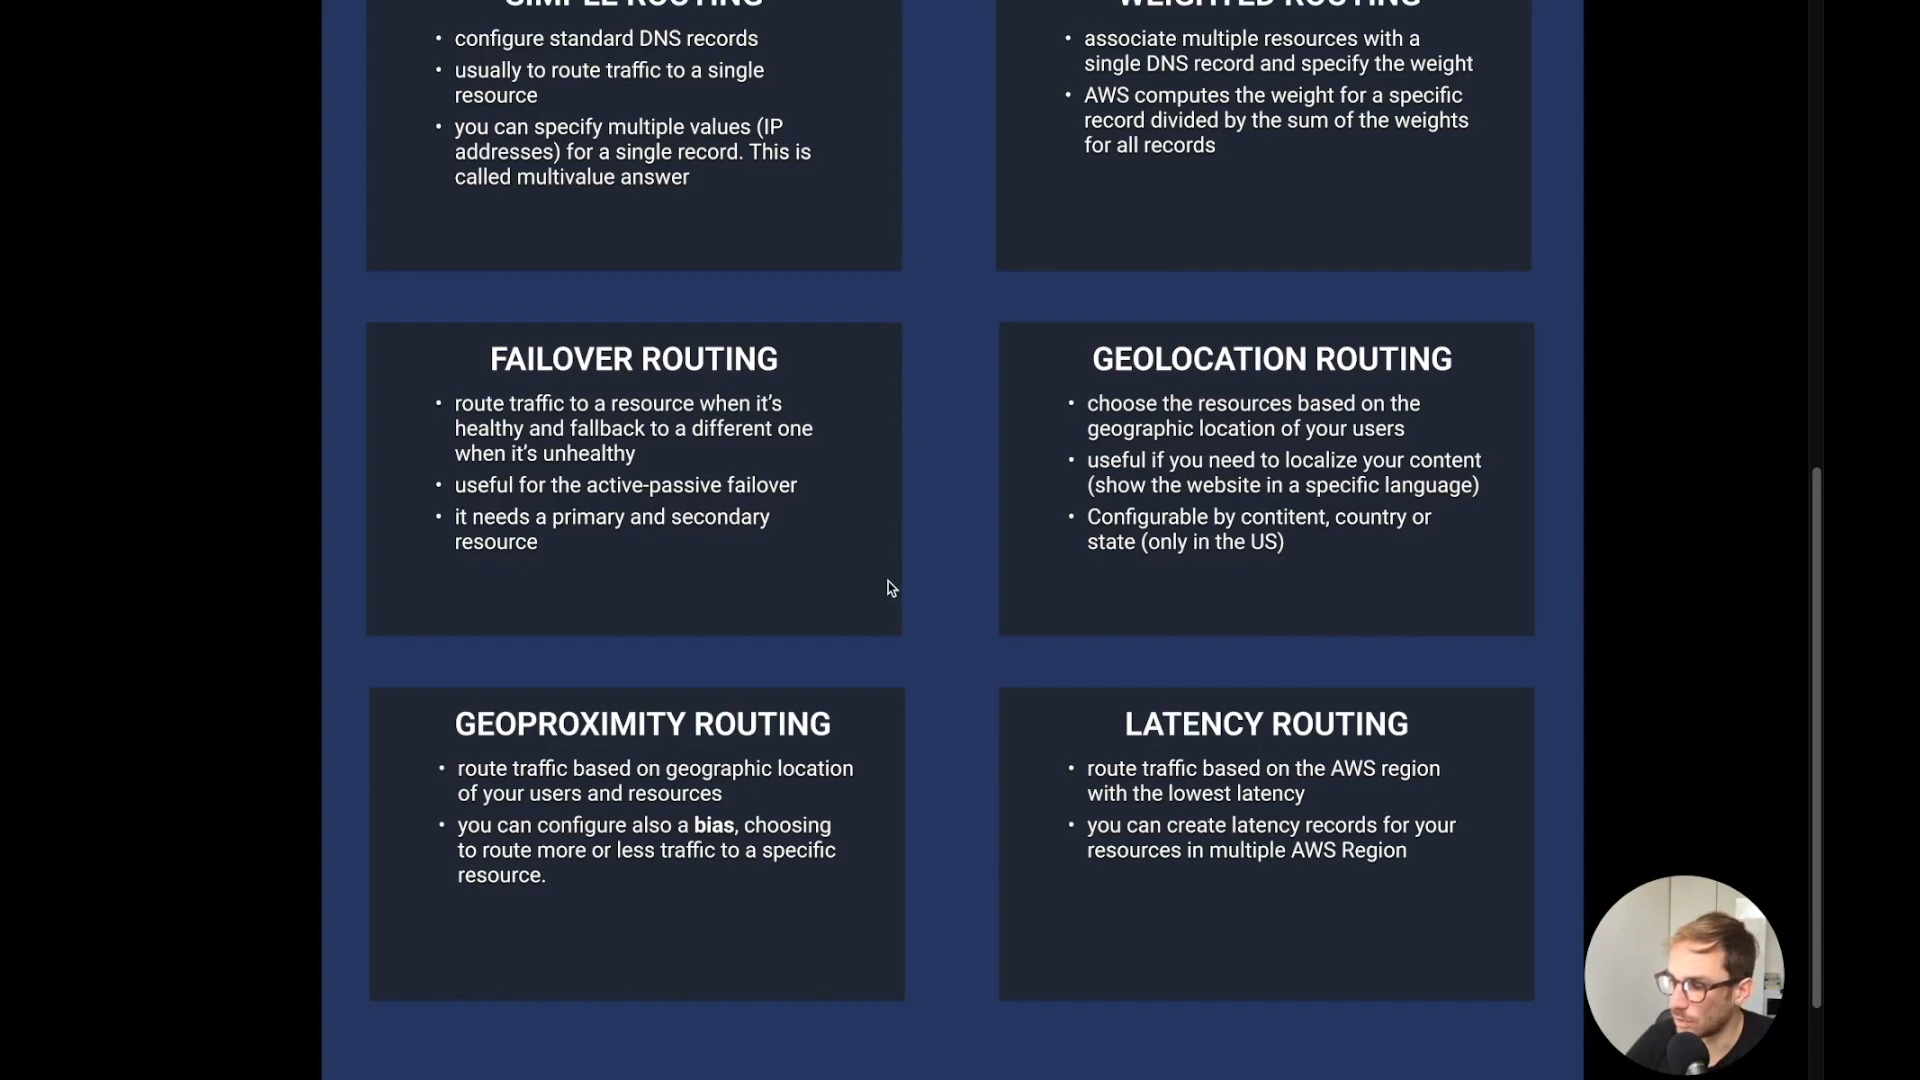 SIMPLE ROUTING
• configure standard DNS records
• usually to route traffic to a single
resource
• you can specify multiple values (IP
addresses) for a single record. This is
called multivalue answer
WEIGHTED ROUTING
• associate multiple resources with a
single DNS record and specify the weight
• AWS computes the weight for a specific
record divided by the sum of the weights
for all records
FAILOVER ROUTING
• route traffic to a resource when it’s
healthy and fallback to a different one
when it’s unhealthy
• useful for the active-passive failover
• it needs a primary and secondary
resource
GEOLOCATION ROUTING
• choose the resources based on the
geographic location of your users
• useful if you need to localize your content
(show the website in a specific language)
• Configurable by contitent, country or
state (only in the US)
GEOPROXIMITY ROUTING
• route traffic based on geographic location
of your users and resources
• you can configure also a bias, choosing
to route more or less traffic to a specific
resource.
LATENCY ROUTING
• route traffic based on the AWS region
with the lowest latency
• you can create latency records for your
resources in multiple AWS Region